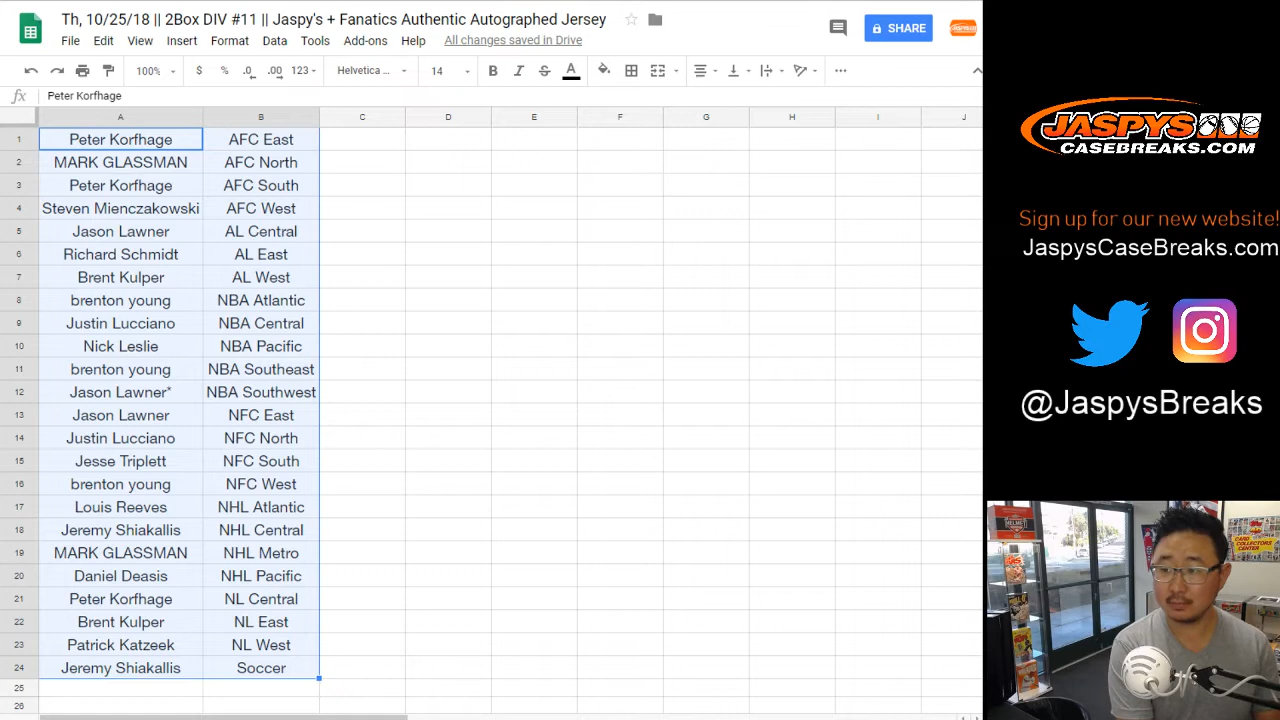 Th, 10/25/18 || 2Box DIV #11 || Jaspy's + Fanatics Authentic Autographed Jersey
SHARE
File Edit View Insert Format Data Tools Add-ons Help All changes saved in Drive
100% $ % .0 .00 123 Helvetica ... 14 B I S A
fx Peter Korfhage
A B C D E F G H I J
1 Peter Korfhage AFC East
2 MARK GLASSMAN AFC North
3 Peter Korfhage AFC South
4 Steven Mienczakowski AFC West
5 Jason Lawner AL Central
6 Richard Schmidt AL East
7 Brent Kulper AL West
8 brenton young NBA Atlantic
9 Justin Lucciano NBA Central
10 Nick Leslie NBA Pacific
11 brenton young NBA Southeast
12 Jason Lawner* NBA Southwest
13 Jason Lawner NFC East
14 Justin Lucciano NFC North
15 Jesse Triplett NFC South
16 brenton young NFC West
17 Louis Reeves NHL Atlantic
18 Jeremy Shiakallis NHL Central
19 MARK GLASSMAN NHL Metro
20 Daniel Deasis NHL Pacific
21 Peter Korfhage NL Central
22 Brent Kulper NL East
23 Patrick Katzeek NL West
24 Jeremy Shiakallis Soccer
25
26
JASPYS
CASEBREAKS.COM
Sign up for our new website!
JaspysCaseBreaks.com
@JaspysBreaks
HELMET
CARD
COLLECTORS
CENTER